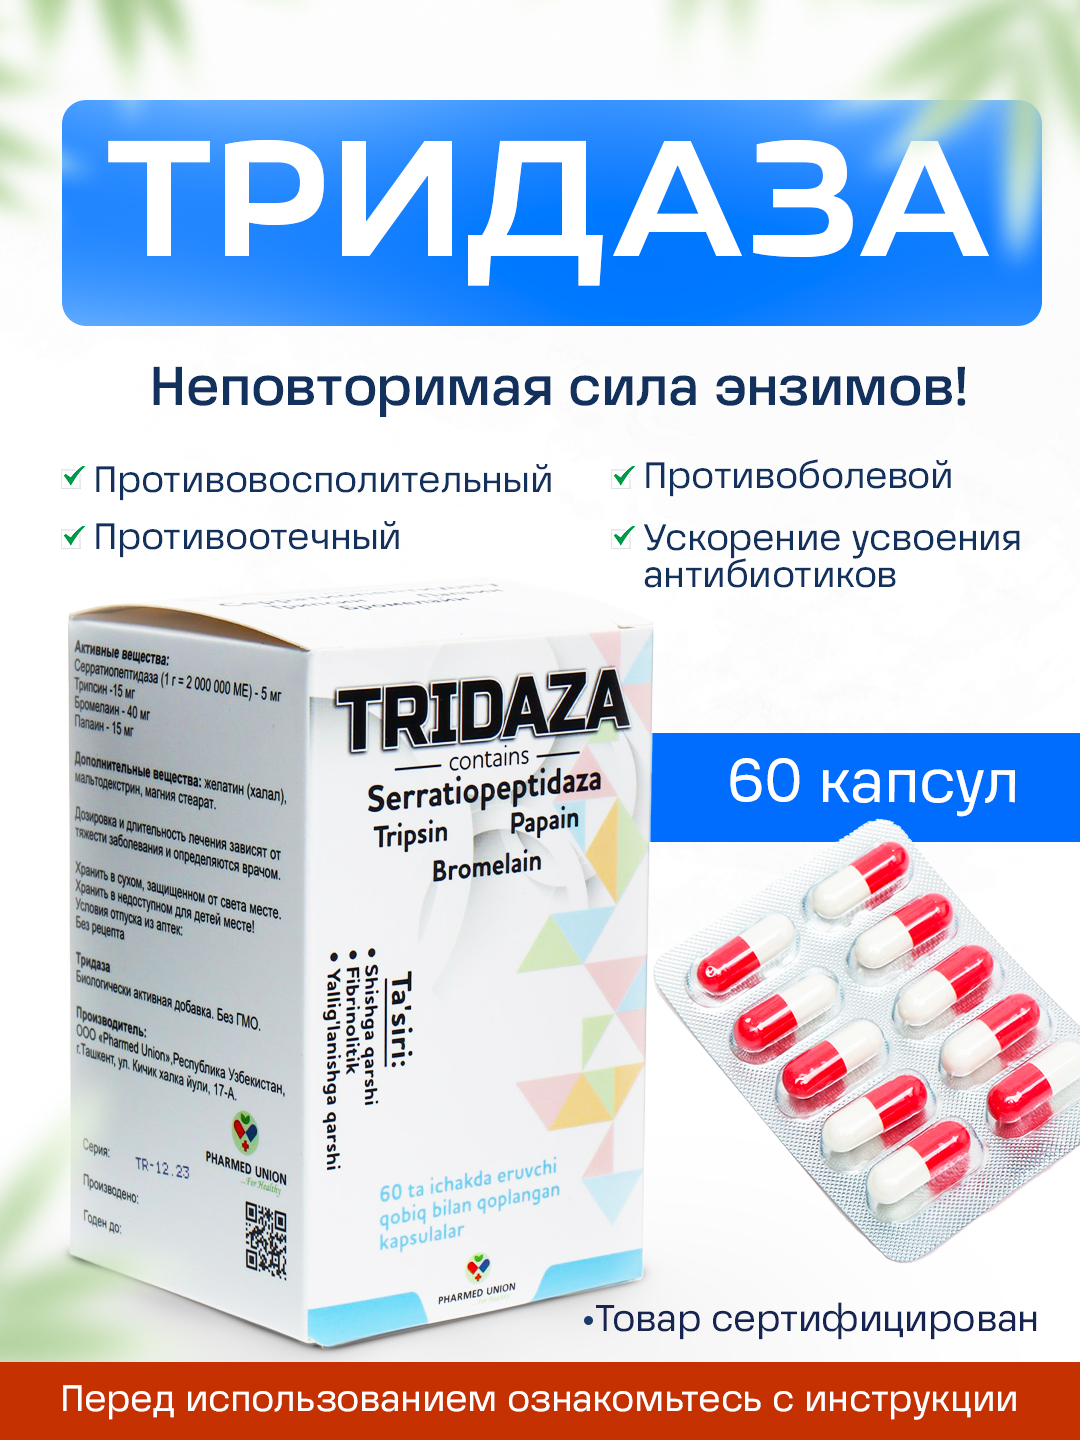 ТРИДАЗА
Неповторимая сила энзимов!
Противовосполительный
Противоотечный
Противоболевой
Ускорение усвоения
антибиотиков
60 капсул
Активные вещества:
Серратиопептидаза (1 г = 2 000 000 МЕ) - 5 мг
Трипсин -15 мг
Бромелаин - 40 мг
Папаин - 15 мг
Дополнительные вещества: желатин (халал),
мальтодекстрин, магния стеарат.
Дозировка и длительность лечения зависят от
тяжести заболевания и определяются врачом.
Хранить в сухом, защищенном от света месте.
Хранить в недоступном для детей месте!
Условия отпуска из аптек:
Без рецепта
Тридаза
Биологически активная добавка. Без ГМО.
Производитель:
ООО «Pharmed Union»,Республика Узбекистан,
г.Ташкент, ул. Кичик халка йули, 17-А.
Серия:
TR-12.23
Произведено:
Годен до:
PHARMED UNION
...For Healthy
TRIDAZA
contains
Serratiopeptidaza
Tripsin Papain
Bromelain
Ta'siri:
• Shishga qarshi
• Fibrinolitik
• Yallig'lanishga qarshi
60 ta ichakda eruvchi
qobiq bilan qoplangan
kapsulalar
PHARMED UNION
•Товар сертифицирован
Перед использованием ознакомьтесь с инструкции